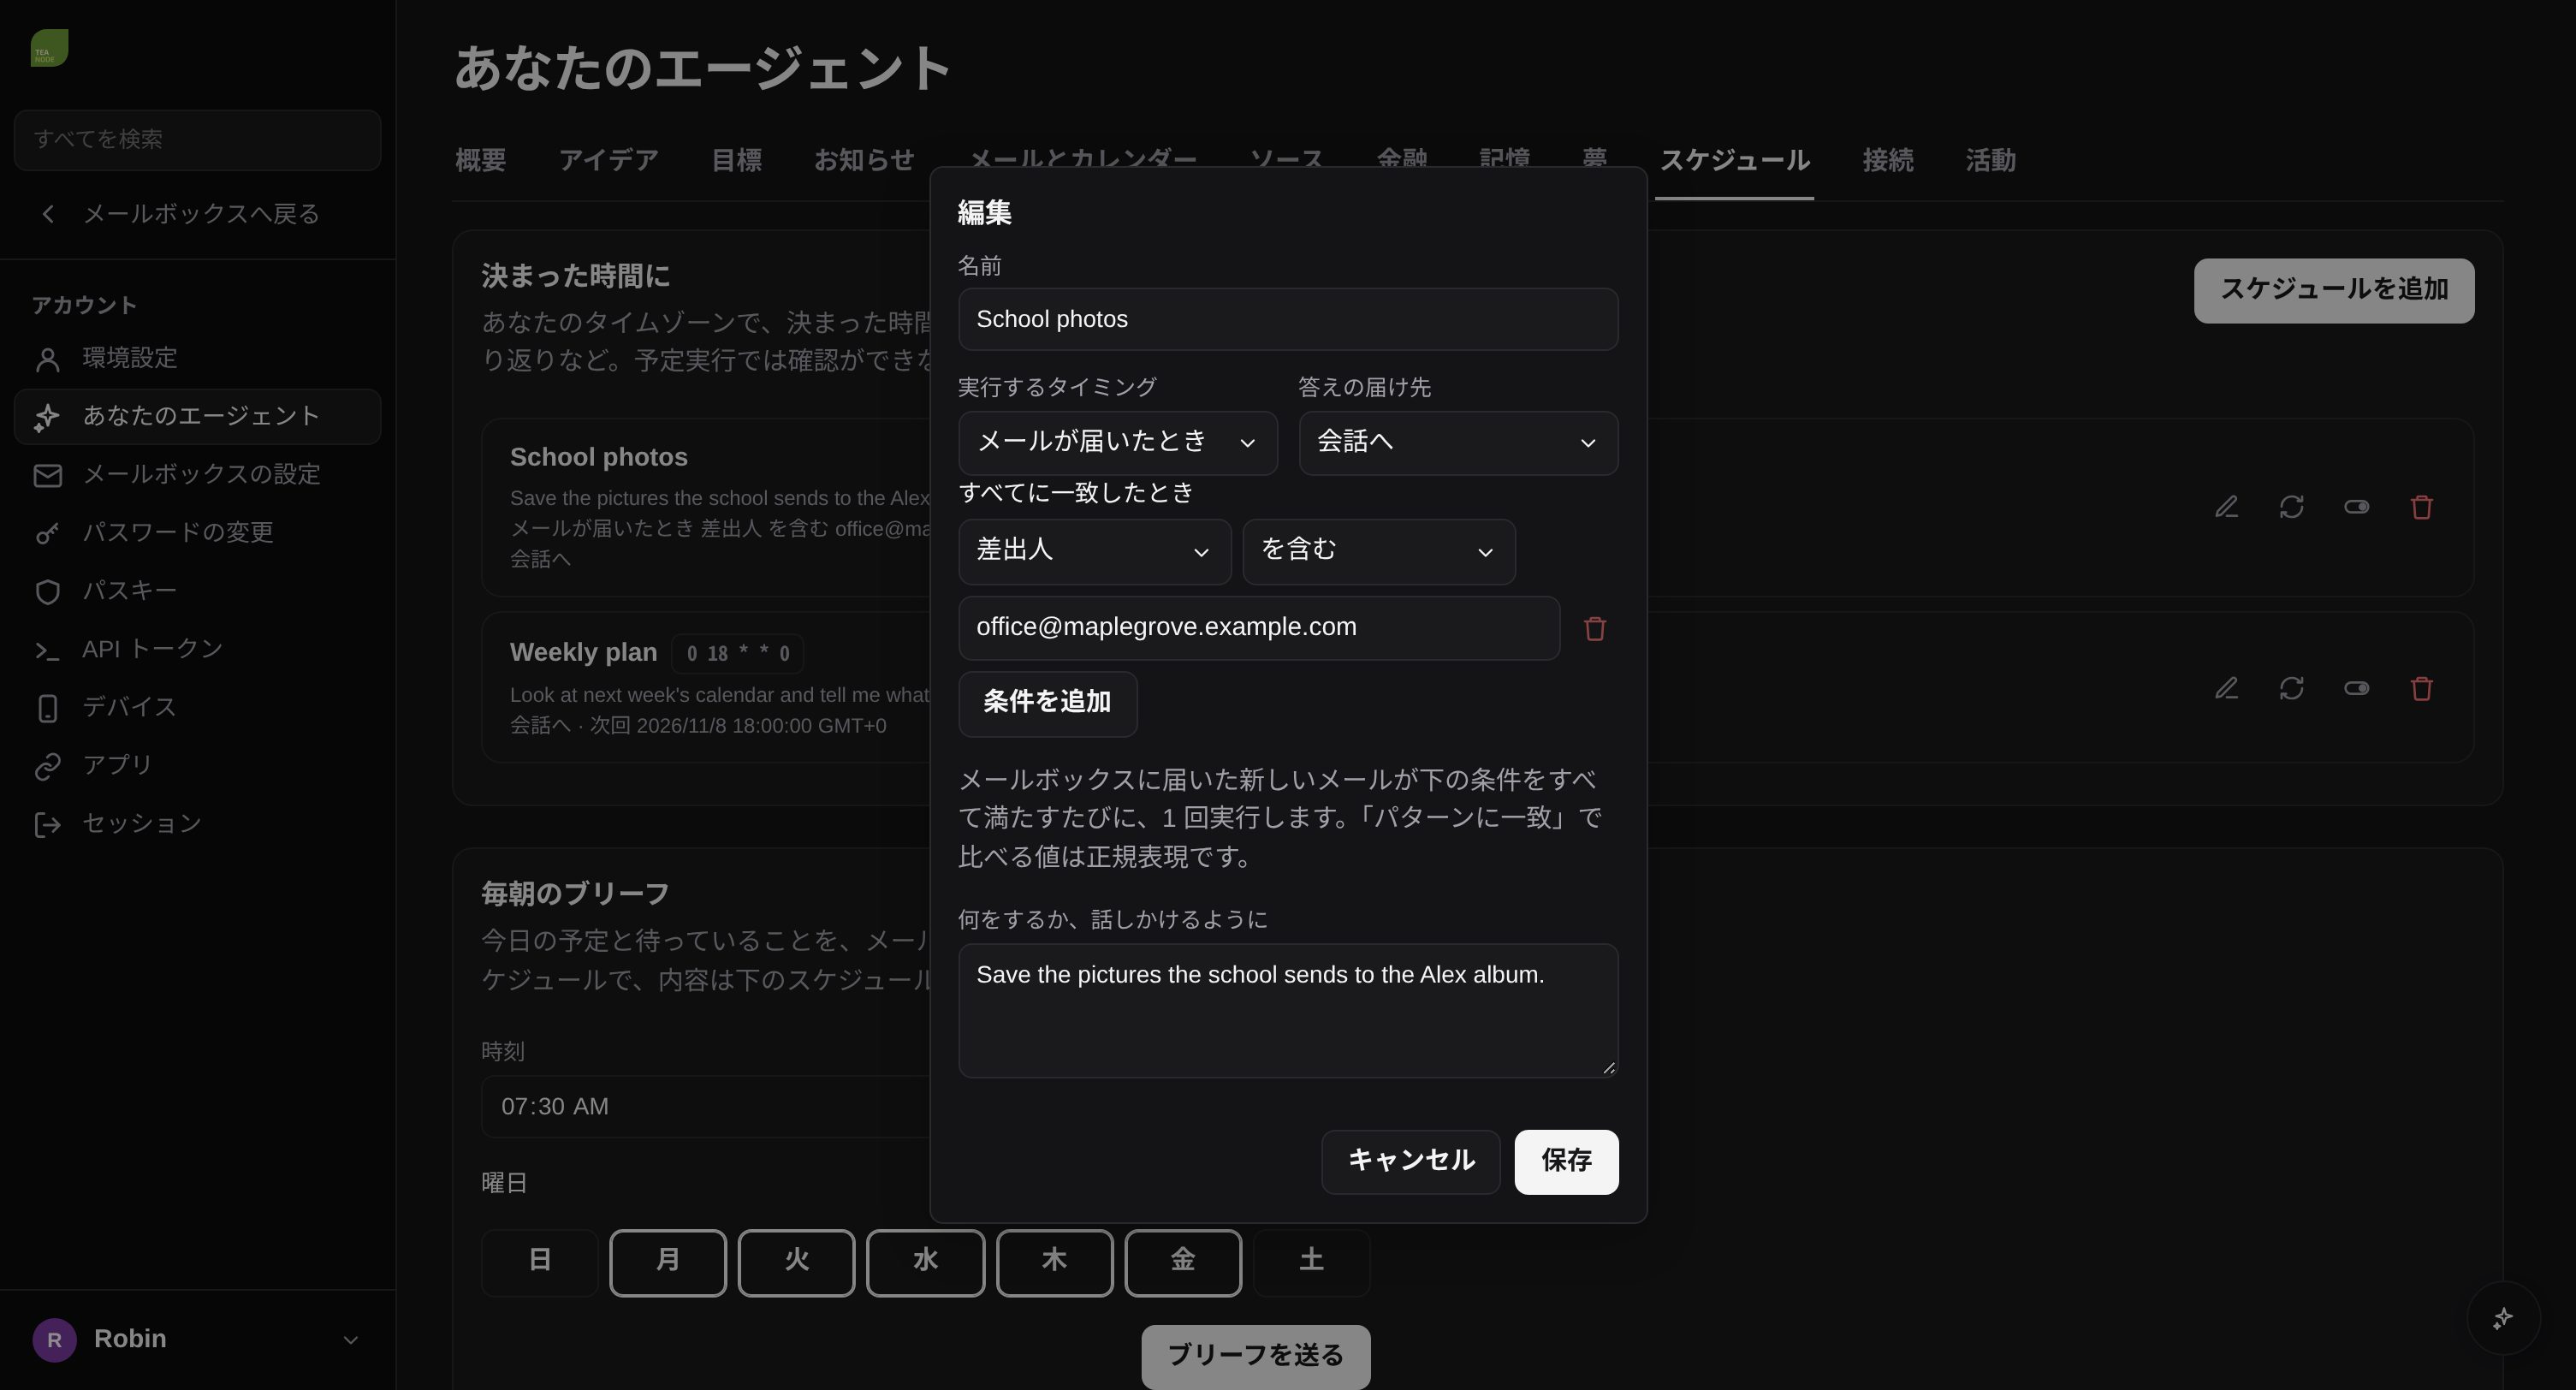 TEA
NODE
すべてを検索
メールボックスへ戻る
アカウント
環境設定
あなたのエージェント
メールボックスの設定
パスワードの変更
パスキー
API トークン
デバイス
アプリ
セッション
R Robin
あなたのエージェント
概要 アイデア 目標 お知らせ メールとカレンダー ソース 金融 記憶 夢 スケジュール 接続 活動
決まった時間に
あなたのタイムゾーンで、決まった時間
り返りなど。予定実行では確認ができな
スケジュールを追加
School photos
Save the pictures the school sends to the Alex
メールが届いたとき 差出人 を含む office@ma
会話へ
Weekly plan 0 18 * * 0
Look at next week's calendar and tell me what
会話へ · 次回 2026/11/8 18:00:00 GMT+0
毎朝のブリーフ
今日の予定と待っていることを、メール
ケジュールで、内容は下のスケジュール
時刻
07:30 AM
曜日
日 月 火 水 木 金 土
ブリーフを送る
編集
名前
School photos
実行するタイミング 答えの届け先
メールが届いたとき 会話へ
すべてに一致したとき
差出人 を含む
office@maplegrove.example.com
条件を追加
メールボックスに届いた新しいメールが下の条件をすべ
て満たすたびに、1 回実行します。「パターンに一致」で
比べる値は正規表現です。
何をするか、話しかけるように
Save the pictures the school sends to the Alex album.
キャンセル 保存